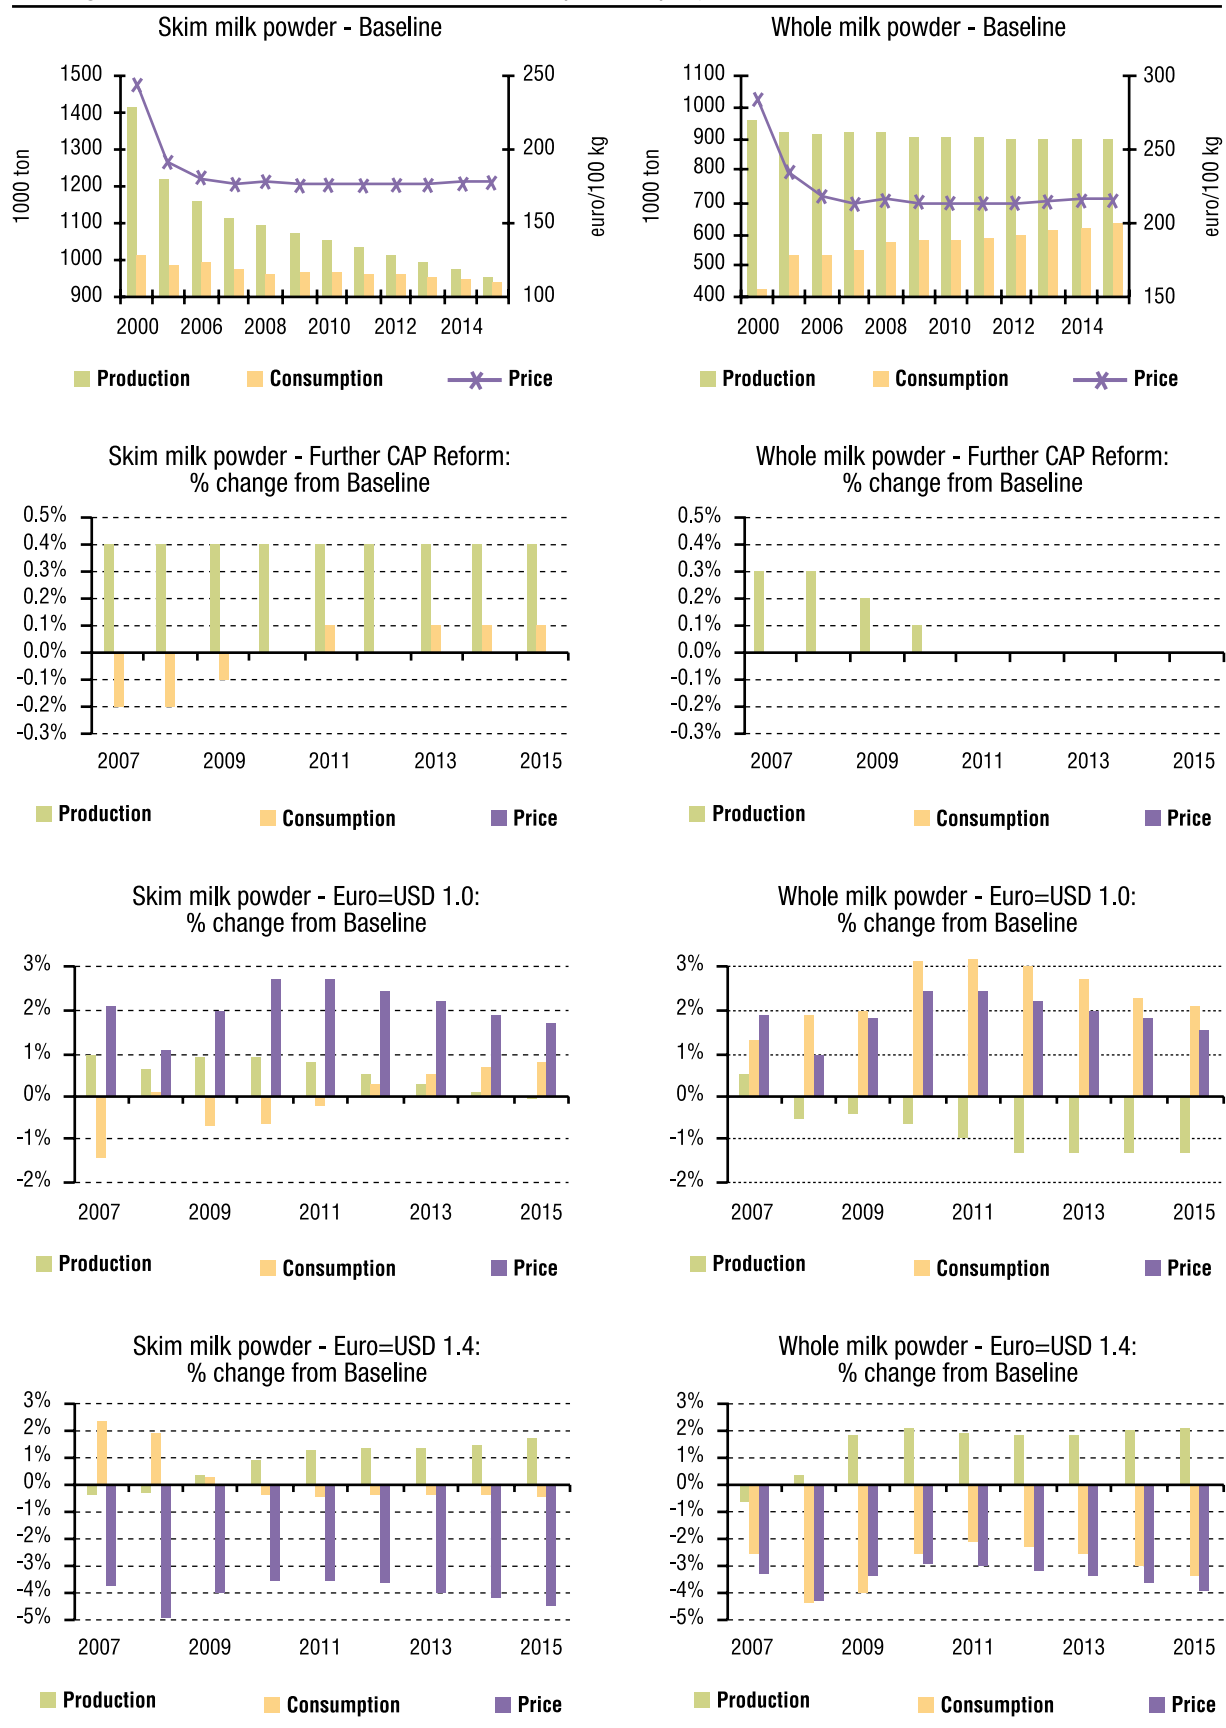 Skim milk powder - Baseline
1500
1400
1300
1200
1100
1000
900
1000 ton
250
200
150
100
euro/100 kg
2000 2006 2008 2010 2012 2014
Production Consumption Price
Whole milk powder - Baseline
1100
1000
900
800
700
600
500
400
1000 ton
300
250
200
150
euro/100 kg
2000 2006 2008 2010 2012 2014
Production Consumption Price
Skim milk powder - Further CAP Reform:
% change from Baseline
0.5%
0.4%
0.3%
0.2%
0.1%
0.0%
-0.1%
-0.2%
-0.3%
2007 2009 2011 2013 2015
Production Consumption Price
Whole milk powder - Further CAP Reform:
% change from Baseline
0.5%
0.4%
0.3%
0.2%
0.1%
0.0%
-0.1%
-0.2%
-0.3%
2007 2009 2011 2013 2015
Production Consumption Price
Skim milk powder - Euro=USD 1.0:
% change from Baseline
3%
2%
1%
0%
-1%
-2%
2007 2009 2011 2013 2015
Production Consumption Price
Whole milk powder - Euro=USD 1.0:
% change from Baseline
3%
2%
1%
0%
-1%
-2%
2007 2009 2011 2013 2015
Production Consumption Price
Skim milk powder - Euro=USD 1.4:
% change from Baseline
3%
2%
1%
0%
-1%
-2%
-3%
-4%
-5%
2007 2009 2011 2013 2015
Production Consumption Price
Whole milk powder - Euro=USD 1.4:
% change from Baseline
3%
2%
1%
0%
-1%
-2%
-3%
-4%
-5%
2007 2009 2011 2013 2015
Production Consumption Price